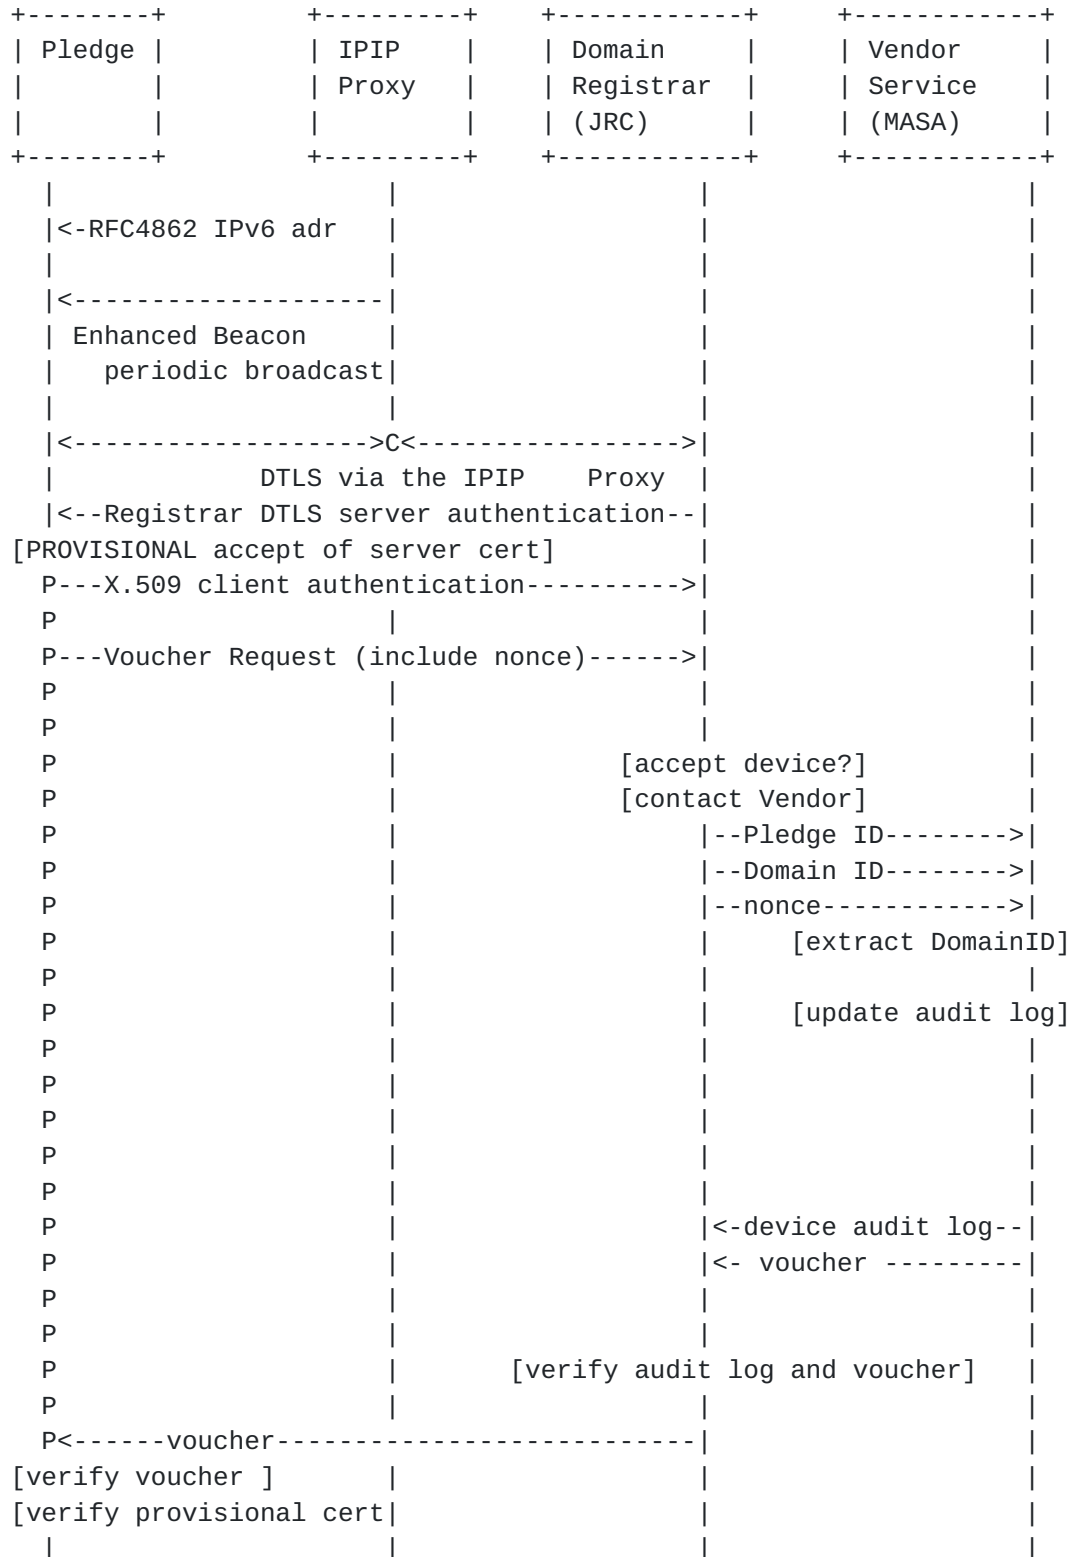 +--------+         +---------+    +------------+     +------------+
| Pledge |         | IPIP    |    | Domain     |     | Vendor     |
|        |         | Proxy   |    | Registrar  |     | Service    |
|        |         |         |    | (JRC)      |     | (MASA)     |
+--------+         +---------+    +------------+     +------------+
  |                     |                   |                    |
  |<-RFC4862 IPv6 adr   |                   |                    |
  |                     |                   |                    |
  |<--------------------|                   |                    |
  | Enhanced Beacon     |                   |                    |
  |   periodic broadcast|                   |                    |
  |                     |                   |                    |
  |<------------------->C<----------------->|                    |
  |             DTLS via the IPIP    Proxy  |                    |
  |<--Registrar DTLS server authentication--|                    |
[PROVISIONAL accept of server cert]         |                    |
  P---X.509 client authentication---------->|                    |
  P                     |                   |                    |
  P---Voucher Request (include nonce)------>|                    |
  P                     |                   |                    |
  P                     |                   |                    |
  P                     |              [accept device?]          |
  P                     |              [contact Vendor]          |
  P                     |                   |--Pledge ID-------->|
  P                     |                   |--Domain ID-------->|
  P                     |                   |--nonce------------>|
  P                     |                   |     [extract DomainID]
  P                     |                   |                    |
  P                     |                   |     [update audit log]
  P                     |                   |                    |
  P                     |                   |                    |
  P                     |                   |                    |
  P                     |                   |                    |
  P                     |                   |                    |
  P                     |                   |<-device audit log--|
  P                     |                   |<- voucher ---------|
  P                     |                   |                    |
  P                     |                   |                    |
  P                     |       [verify audit log and voucher]   |
  P                     |                   |                    |
  P<------voucher---------------------------|                    |
[verify voucher ]       |                   |                    |
[verify provisional cert|                   |                    |
  |                     |                   |                    |